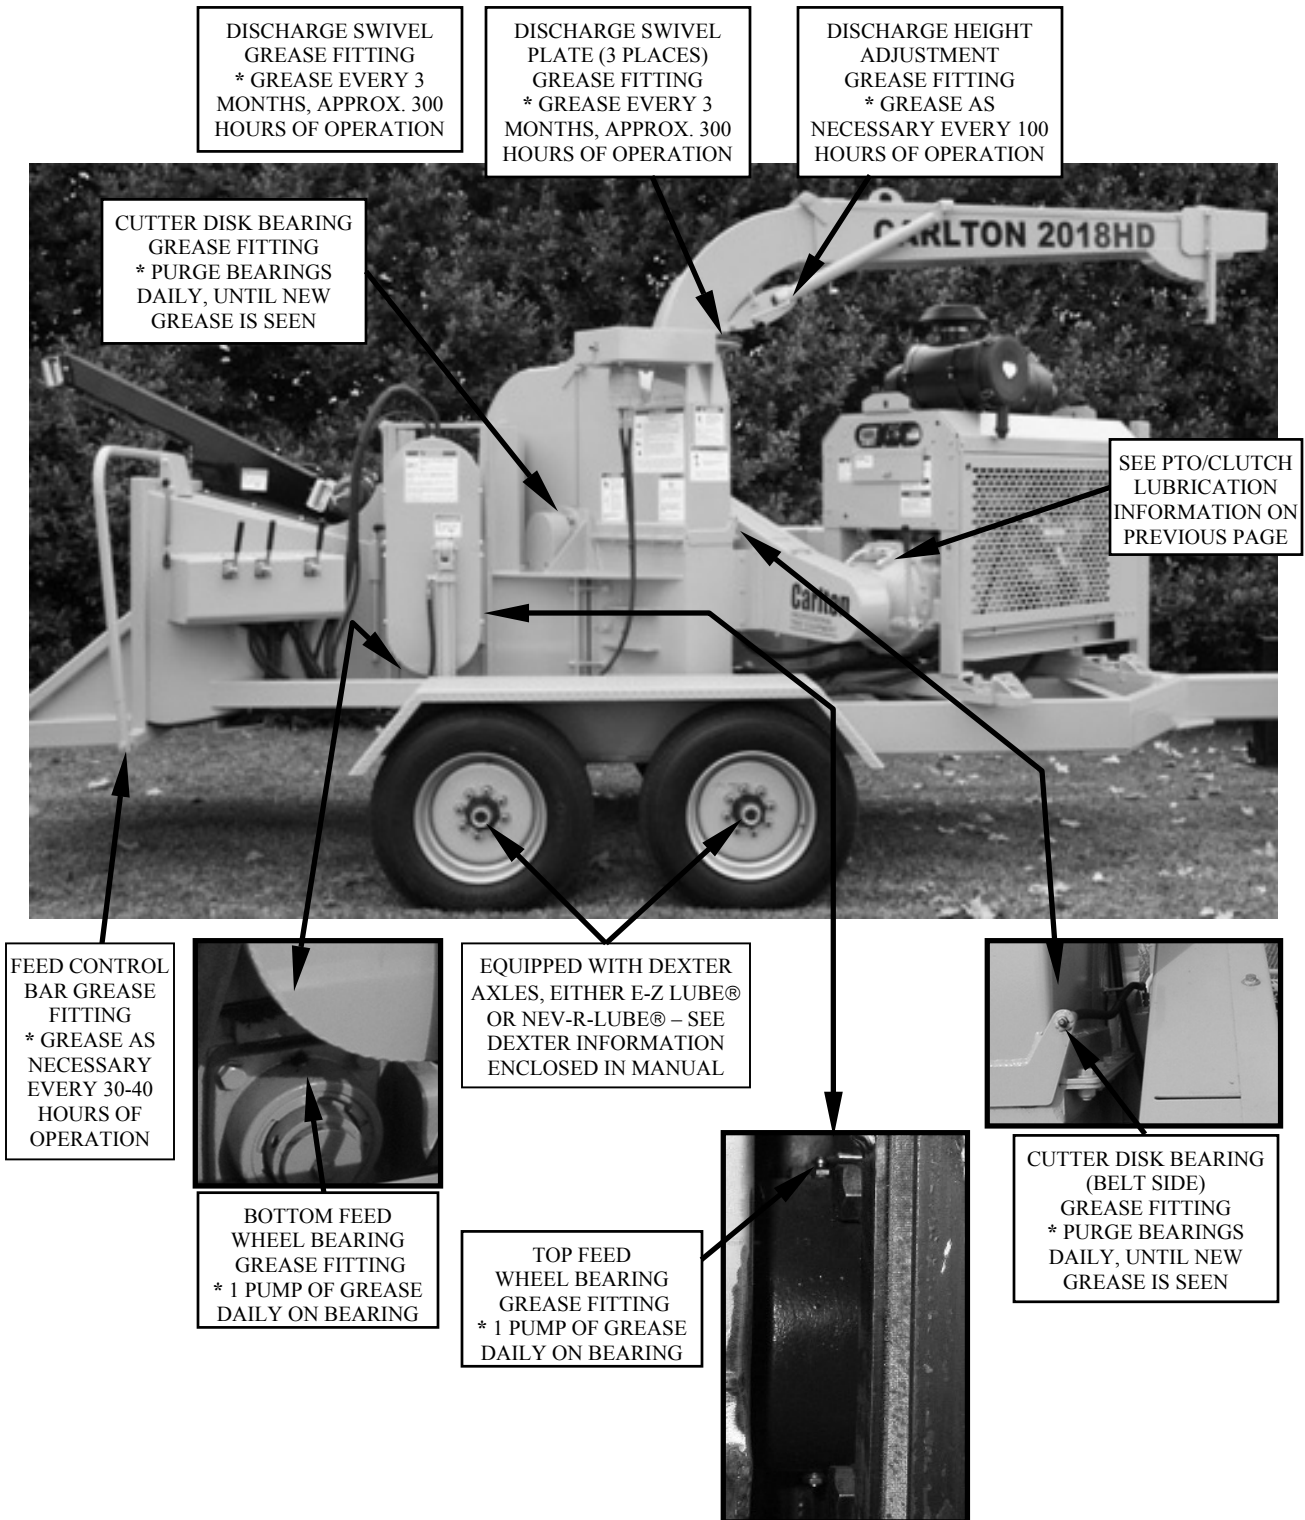 DISCHARGE SWIVEL
GREASE FITTING
* GREASE EVERY 3
MONTHS, APPROX. 300
HOURS OF OPERATION
DISCHARGE SWIVEL
PLATE (3 PLACES)
GREASE FITTING
* GREASE EVERY 3
MONTHS, APPROX. 300
HOURS OF OPERATION
DISCHARGE HEIGHT
ADJUSTMENT
GREASE FITTING
* GREASE AS
NECESSARY EVERY 100
HOURS OF OPERATION
CUTTER DISK BEARING
GREASE FITTING
* PURGE BEARINGS
DAILY, UNTIL NEW
GREASE IS SEEN
CARLTON 2018HD
SEE PTO/CLUTCH
LUBRICATION
INFORMATION ON
PREVIOUS PAGE
Carlton
FEED CONTROL
BAR GREASE
FITTING
* GREASE AS
NECESSARY
EVERY 30-40
HOURS OF
OPERATION
EQUIPPED WITH DEXTER
AXLES, EITHER E-Z LUBE®
OR NEV-R-LUBE® – SEE
DEXTER INFORMATION
ENCLOSED IN MANUAL
BOTTOM FEED
WHEEL BEARING
GREASE FITTING
* 1 PUMP OF GREASE
DAILY ON BEARING
TOP FEED
WHEEL BEARING
GREASE FITTING
* 1 PUMP OF GREASE
DAILY ON BEARING
CUTTER DISK BEARING
(BELT SIDE)
GREASE FITTING
* PURGE BEARINGS
DAILY, UNTIL NEW
GREASE IS SEEN